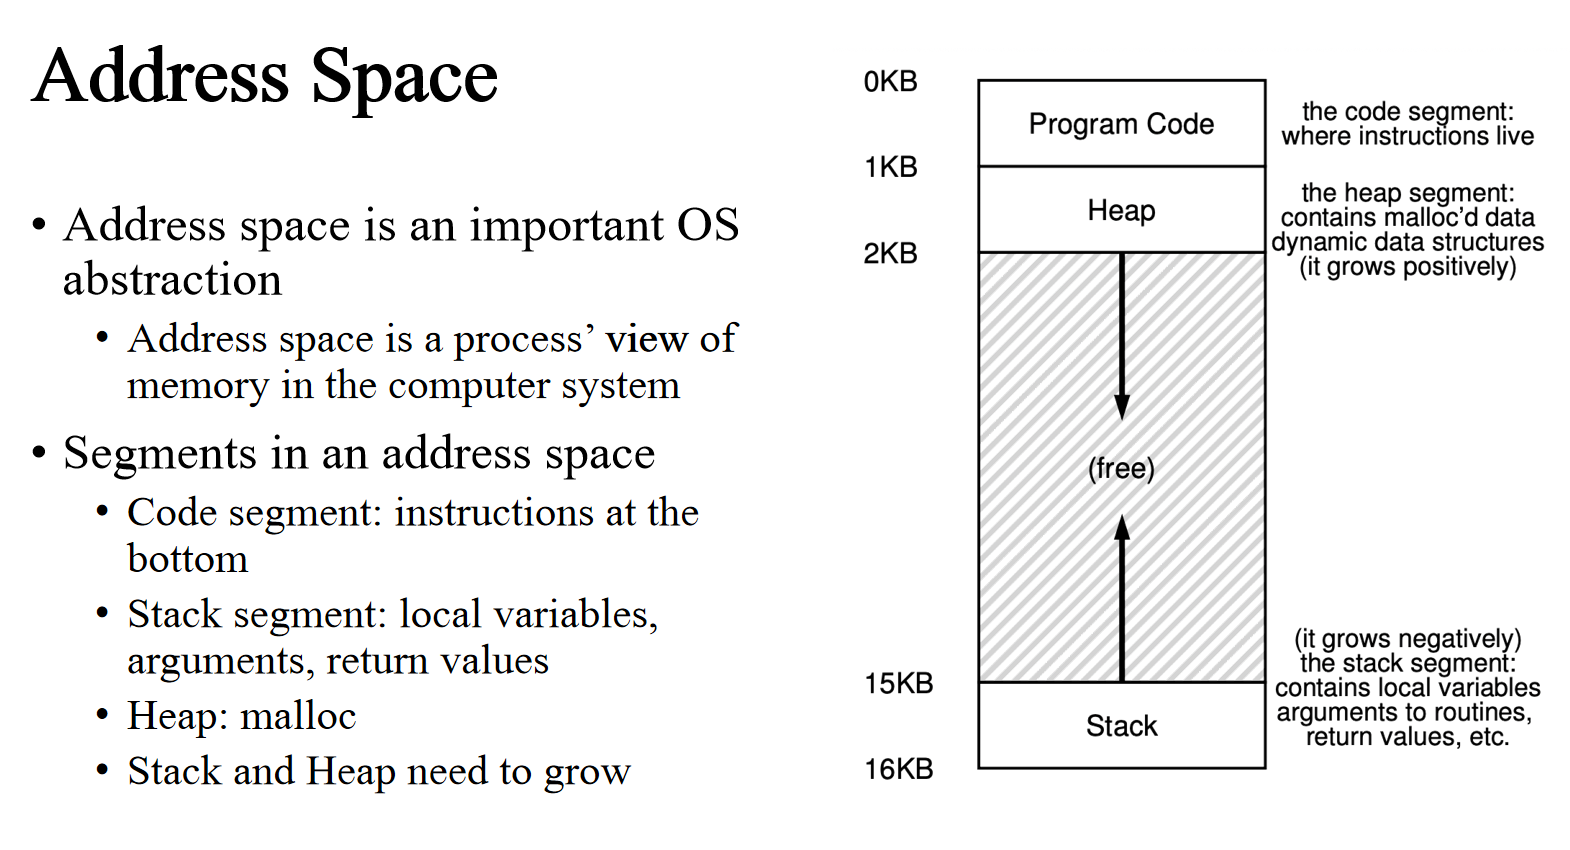 Address Space
• Address space is an important OS
abstraction
• Address space is a process’ view of
memory in the computer system
• Segments in an address space
• Code segment: instructions at the
bottom
• Stack segment: local variables,
arguments, return values
• Heap: malloc
• Stack and Heap need to grow
0KB
Program Code
the code segment:
where instructions live
1KB
Heap
the heap segment:
contains malloc’d data
dynamic data structures
(it grows positively)
2KB
(free)
(it grows negatively)
the stack segment:
contains local variables
arguments to routines,
return values, etc.
15KB
Stack
16KB